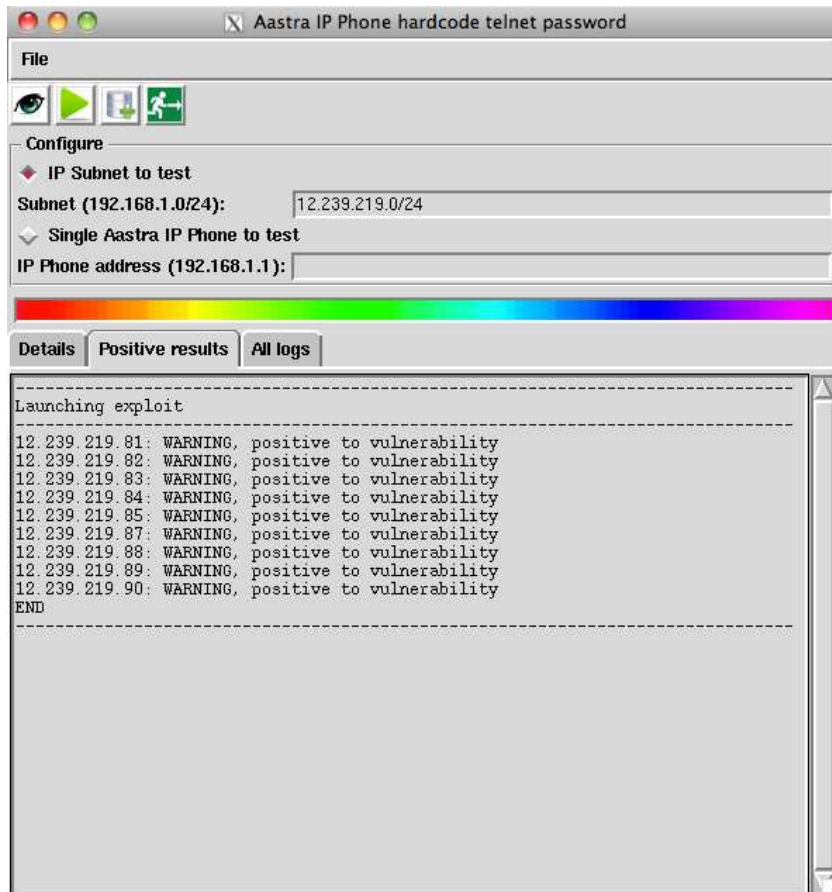 X Aastra IP Phone hardcode telnet password
File
Configure
IP Subnet to test
Subnet (192.168.1.0/24): 12.239.219.0/24
Single Aastra IP Phone to test
IP Phone address (192.168.1.1):
Details Positive results All logs
--------------------------------------------------------------------------------
Launching exploit
--------------------------------------------------------------------------------
12.239.219.81: WARNING, positive to vulnerability
12.239.219.82: WARNING, positive to vulnerability
12.239.219.83: WARNING, positive to vulnerability
12.239.219.84: WARNING, positive to vulnerability
12.239.219.85: WARNING, positive to vulnerability
12.239.219.87: WARNING, positive to vulnerability
12.239.219.88: WARNING, positive to vulnerability
12.239.219.89: WARNING, positive to vulnerability
12.239.219.90: WARNING, positive to vulnerability
END
--------------------------------------------------------------------------------